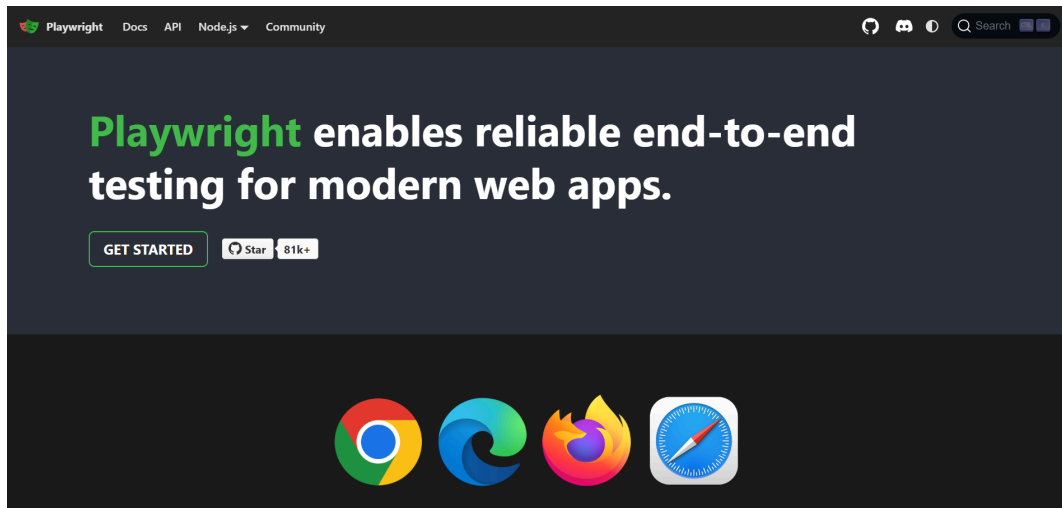 Playwright Docs API Node.js Community Search
Playwright enables reliable end-to-end
testing for modern web apps.
GET STARTED Star 81k+